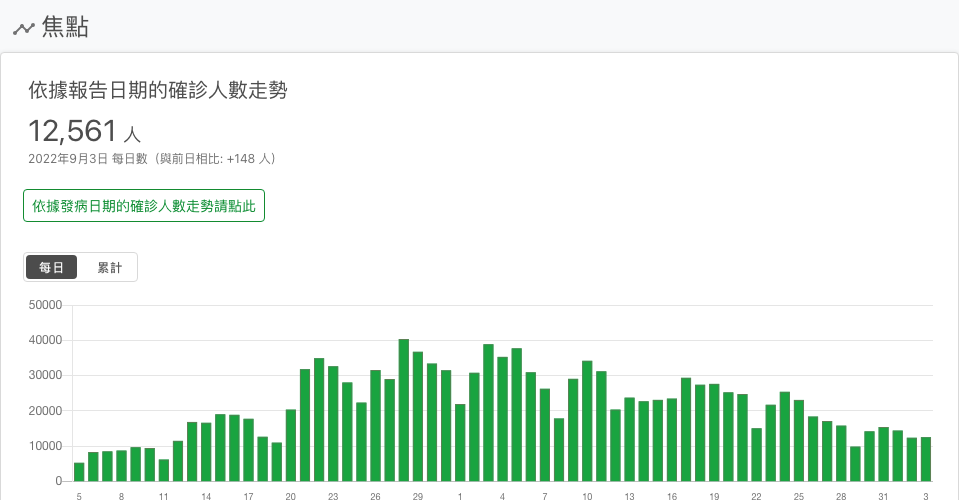 焦點
依據報告日期的確診人數走勢
12,561 人
2022年9月3日 每日數（與前日相比: +148 人）
依據發病日期的確診人數走勢請點此
每日 累計
50000
40000
30000
20000
10000
0
5 8 11 14 17 20 23 26 29 1 4 7 10 13 16 19 22 25 28 31 3